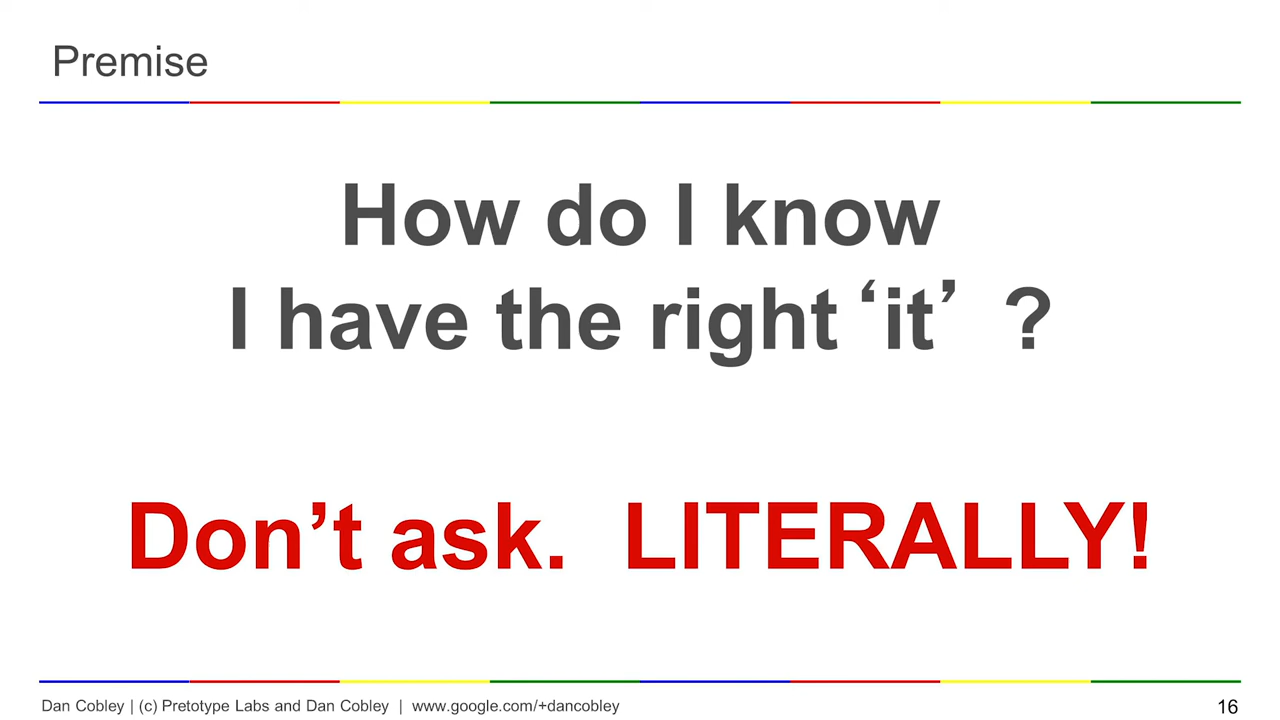 Premise
How do I know
I have the right ‘it’ ?
Don’t ask. LITERALLY!
Dan Cobley | (c) Pretotype Labs and Dan Cobley | www.google.com/+dancobley
16